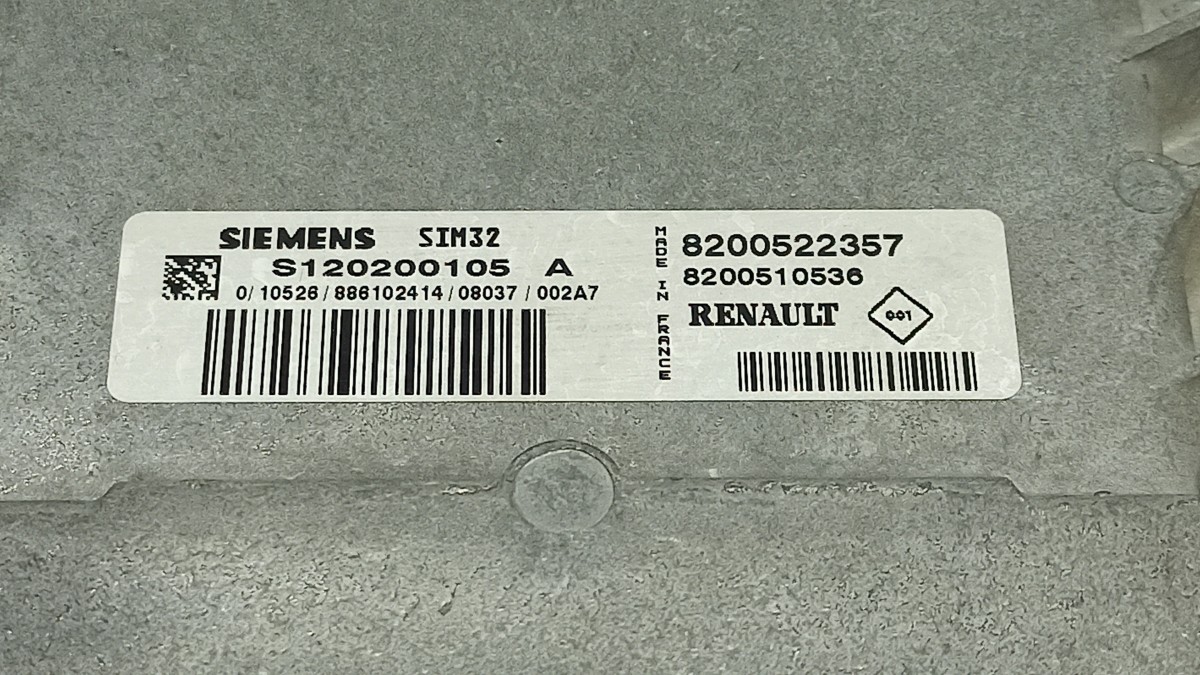 SIEMENS SIM32
S120200105 A
0/10526/886102414/08037/002A7
MADE IN FRANCE
8200522357
8200510536
RENAULT
001